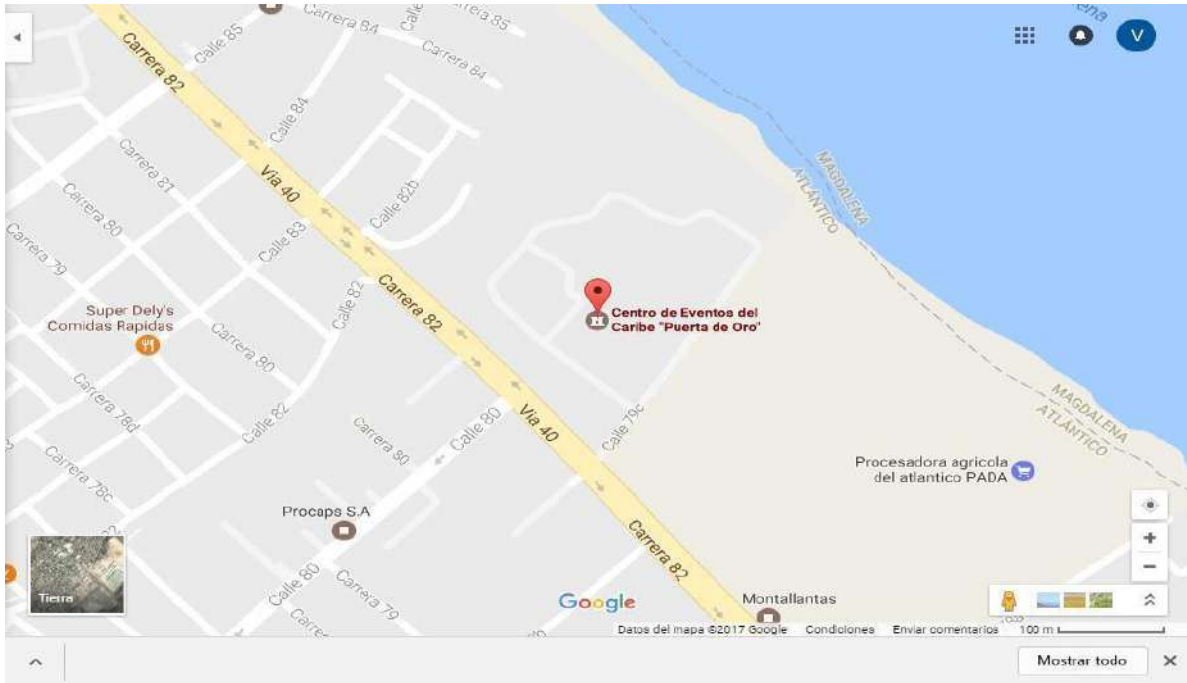 Carrera 84
Calle
Carrera 85
Carrera 84
Calle 85
Carrera 82
Calle 84
V
Via 40
Carrera 81
Calle 82b
Carrera 80
Calle 83
Carrera 79
MAGDALENA
ATLÁNTICO
Calle 82
Carrera 82
Super Dely's
Comidas Rapidas
Centro de Eventos del
Caribe "Puerta de Oro"
Carrera 80
Carrera 78d
Calle 82
Carrera 80
Calle 80
Via 40
Calle 79c
MAGDALENA
ATLÁNTICO
Carrera 78c
Procesadora agricola
del atlantico PADA
Procaps S.A
Carrera 82
Tierra
Calle 80
Carrera 79
Google
Montallantas
Datos del mapa ©2017 Google Condiciones Enviar comentarios 100 m
Mostrar todo